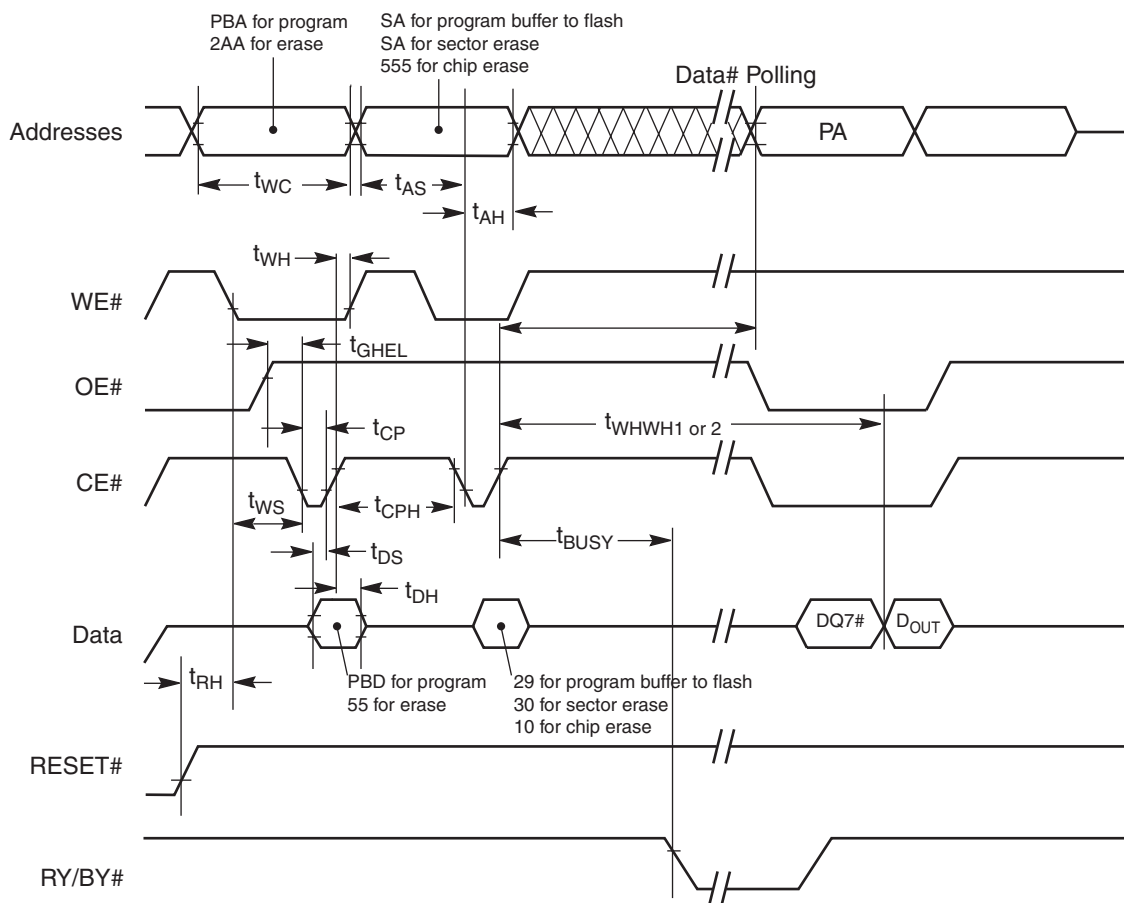 PBA for program
2AA for erase
SA for program buffer to flash
SA for sector erase
555 for chip erase
Data# Polling
Addresses
PA
tWC
tAS
tAH
tWH
WE#
tGHEL
OE#
tCP
tWHWH1 or 2
CE#
tWS
tCPH
tBUSY
tDS
tDH
Data
DQ7#
DOUT
tRH
PBD for program
55 for erase
29 for program buffer to flash
30 for sector erase
10 for chip erase
RESET#
RY/BY#